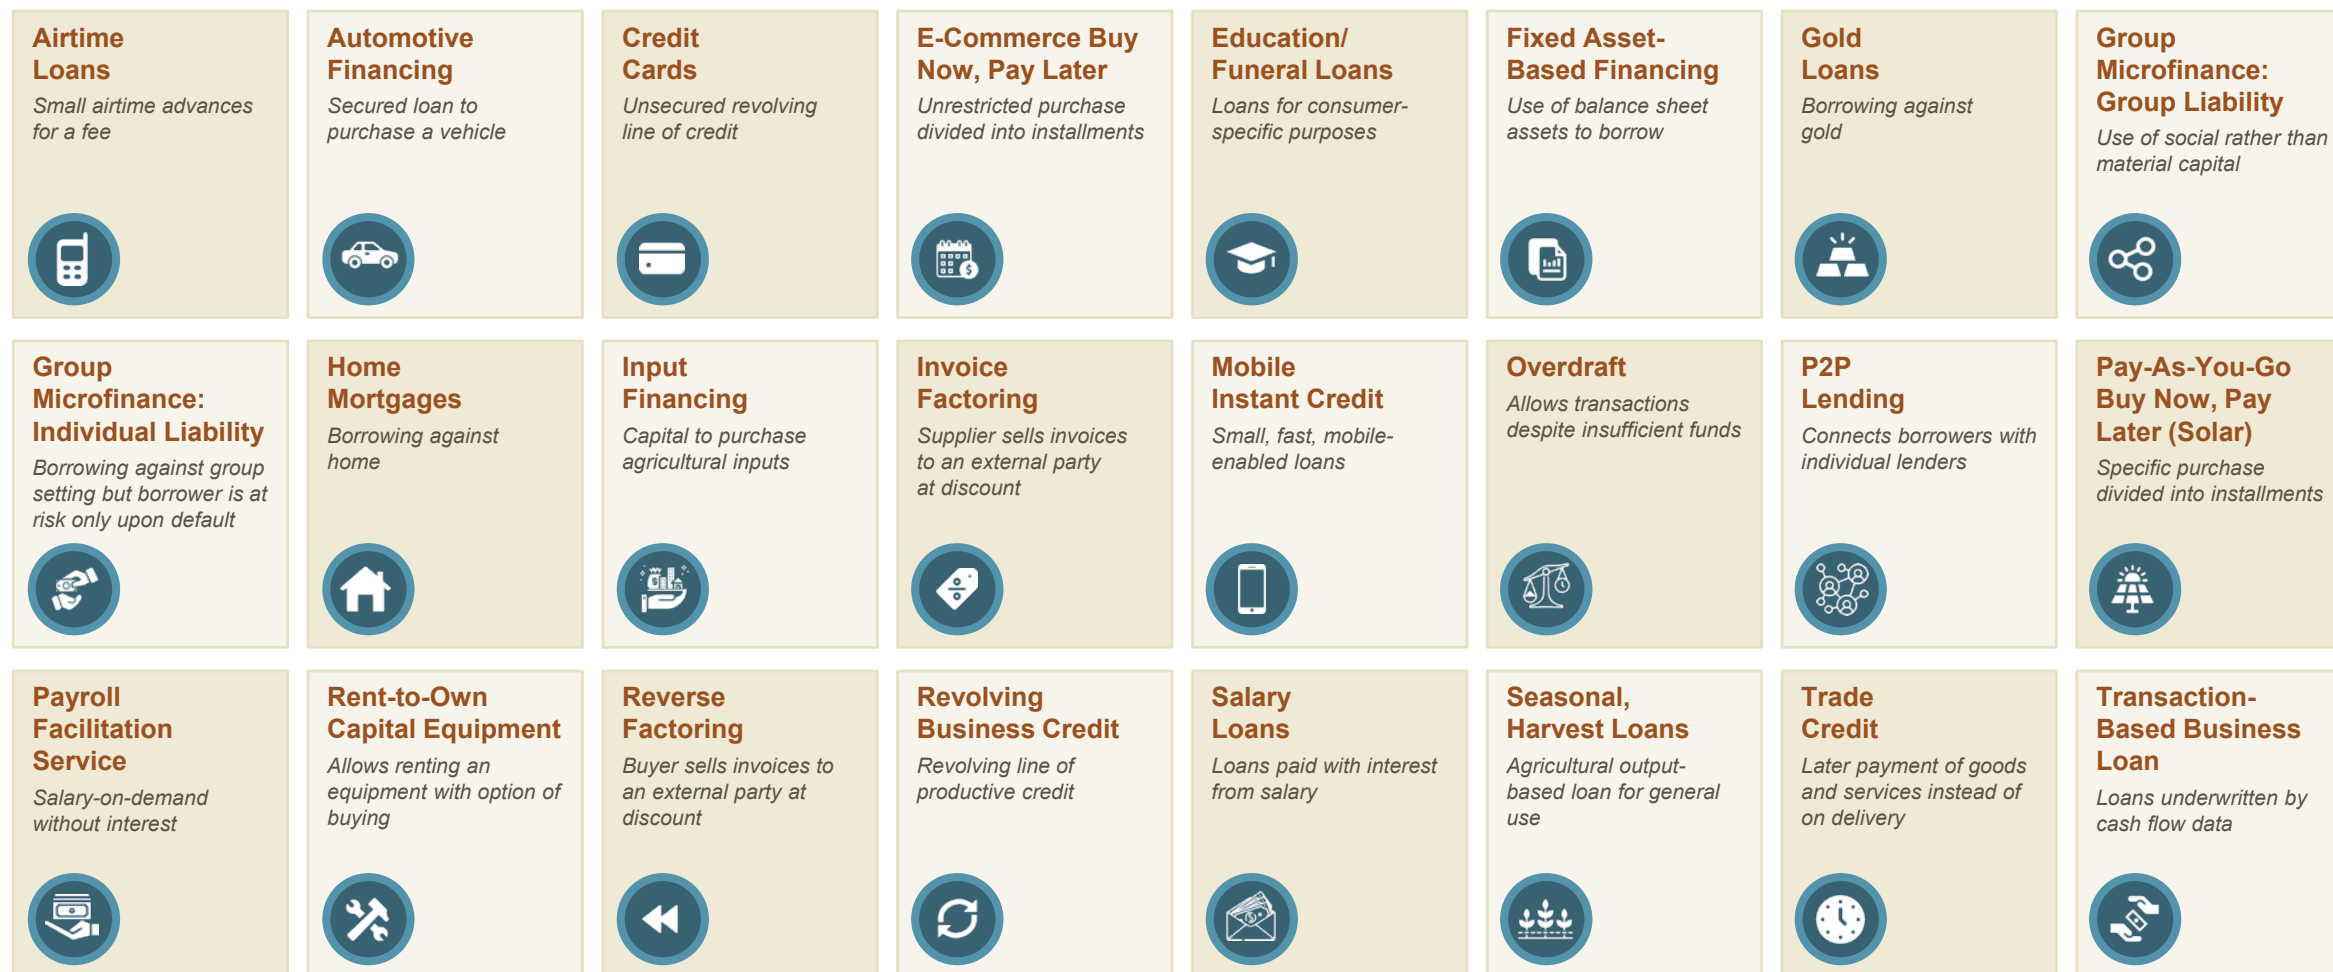 Airtime
Loans
Small airtime advances
for a fee
Automotive
Financing
Secured loan to
purchase a vehicle
Credit
Cards
Unsecured revolving
line of credit
E-Commerce Buy
Now, Pay Later
Unrestricted purchase
divided into installments
Education/
Funeral Loans
Loans for consumer-
specific purposes
Fixed Asset-
Based Financing
Use of balance sheet
assets to borrow
Gold
Loans
Borrowing against
gold
Group
Microfinance:
Group Liability
Use of social rather than
material capital
Group
Microfinance:
Individual Liability
Borrowing against group
setting but borrower is at
risk only upon default
Home
Mortgages
Borrowing against
home
Input
Financing
Capital to purchase
agricultural inputs
Invoice
Factoring
Supplier sells invoices
to an external party
at discount
Mobile
Instant Credit
Small, fast, mobile-
enabled loans
Overdraft
Allows transactions
despite insufficient funds
P2P
Lending
Connects borrowers with
individual lenders
Pay-As-You-Go
Buy Now, Pay
Later (Solar)
Specific purchase
divided into installments
Payroll
Facilitation
Service
Salary-on-demand
without interest
Rent-to-Own
Capital Equipment
Allows renting an
equipment with option of
buying
Reverse
Factoring
Buyer sells invoices to
an external party at
discount
Revolving
Business Credit
Revolving line of
productive credit
Salary
Loans
Loans paid with interest
from salary
Seasonal,
Harvest Loans
Agricultural output-
based loan for general
use
Trade
Credit
Later payment of goods
and services instead of
on delivery
Transaction-
Based Business
Loan
Loans underwritten by
cash flow data